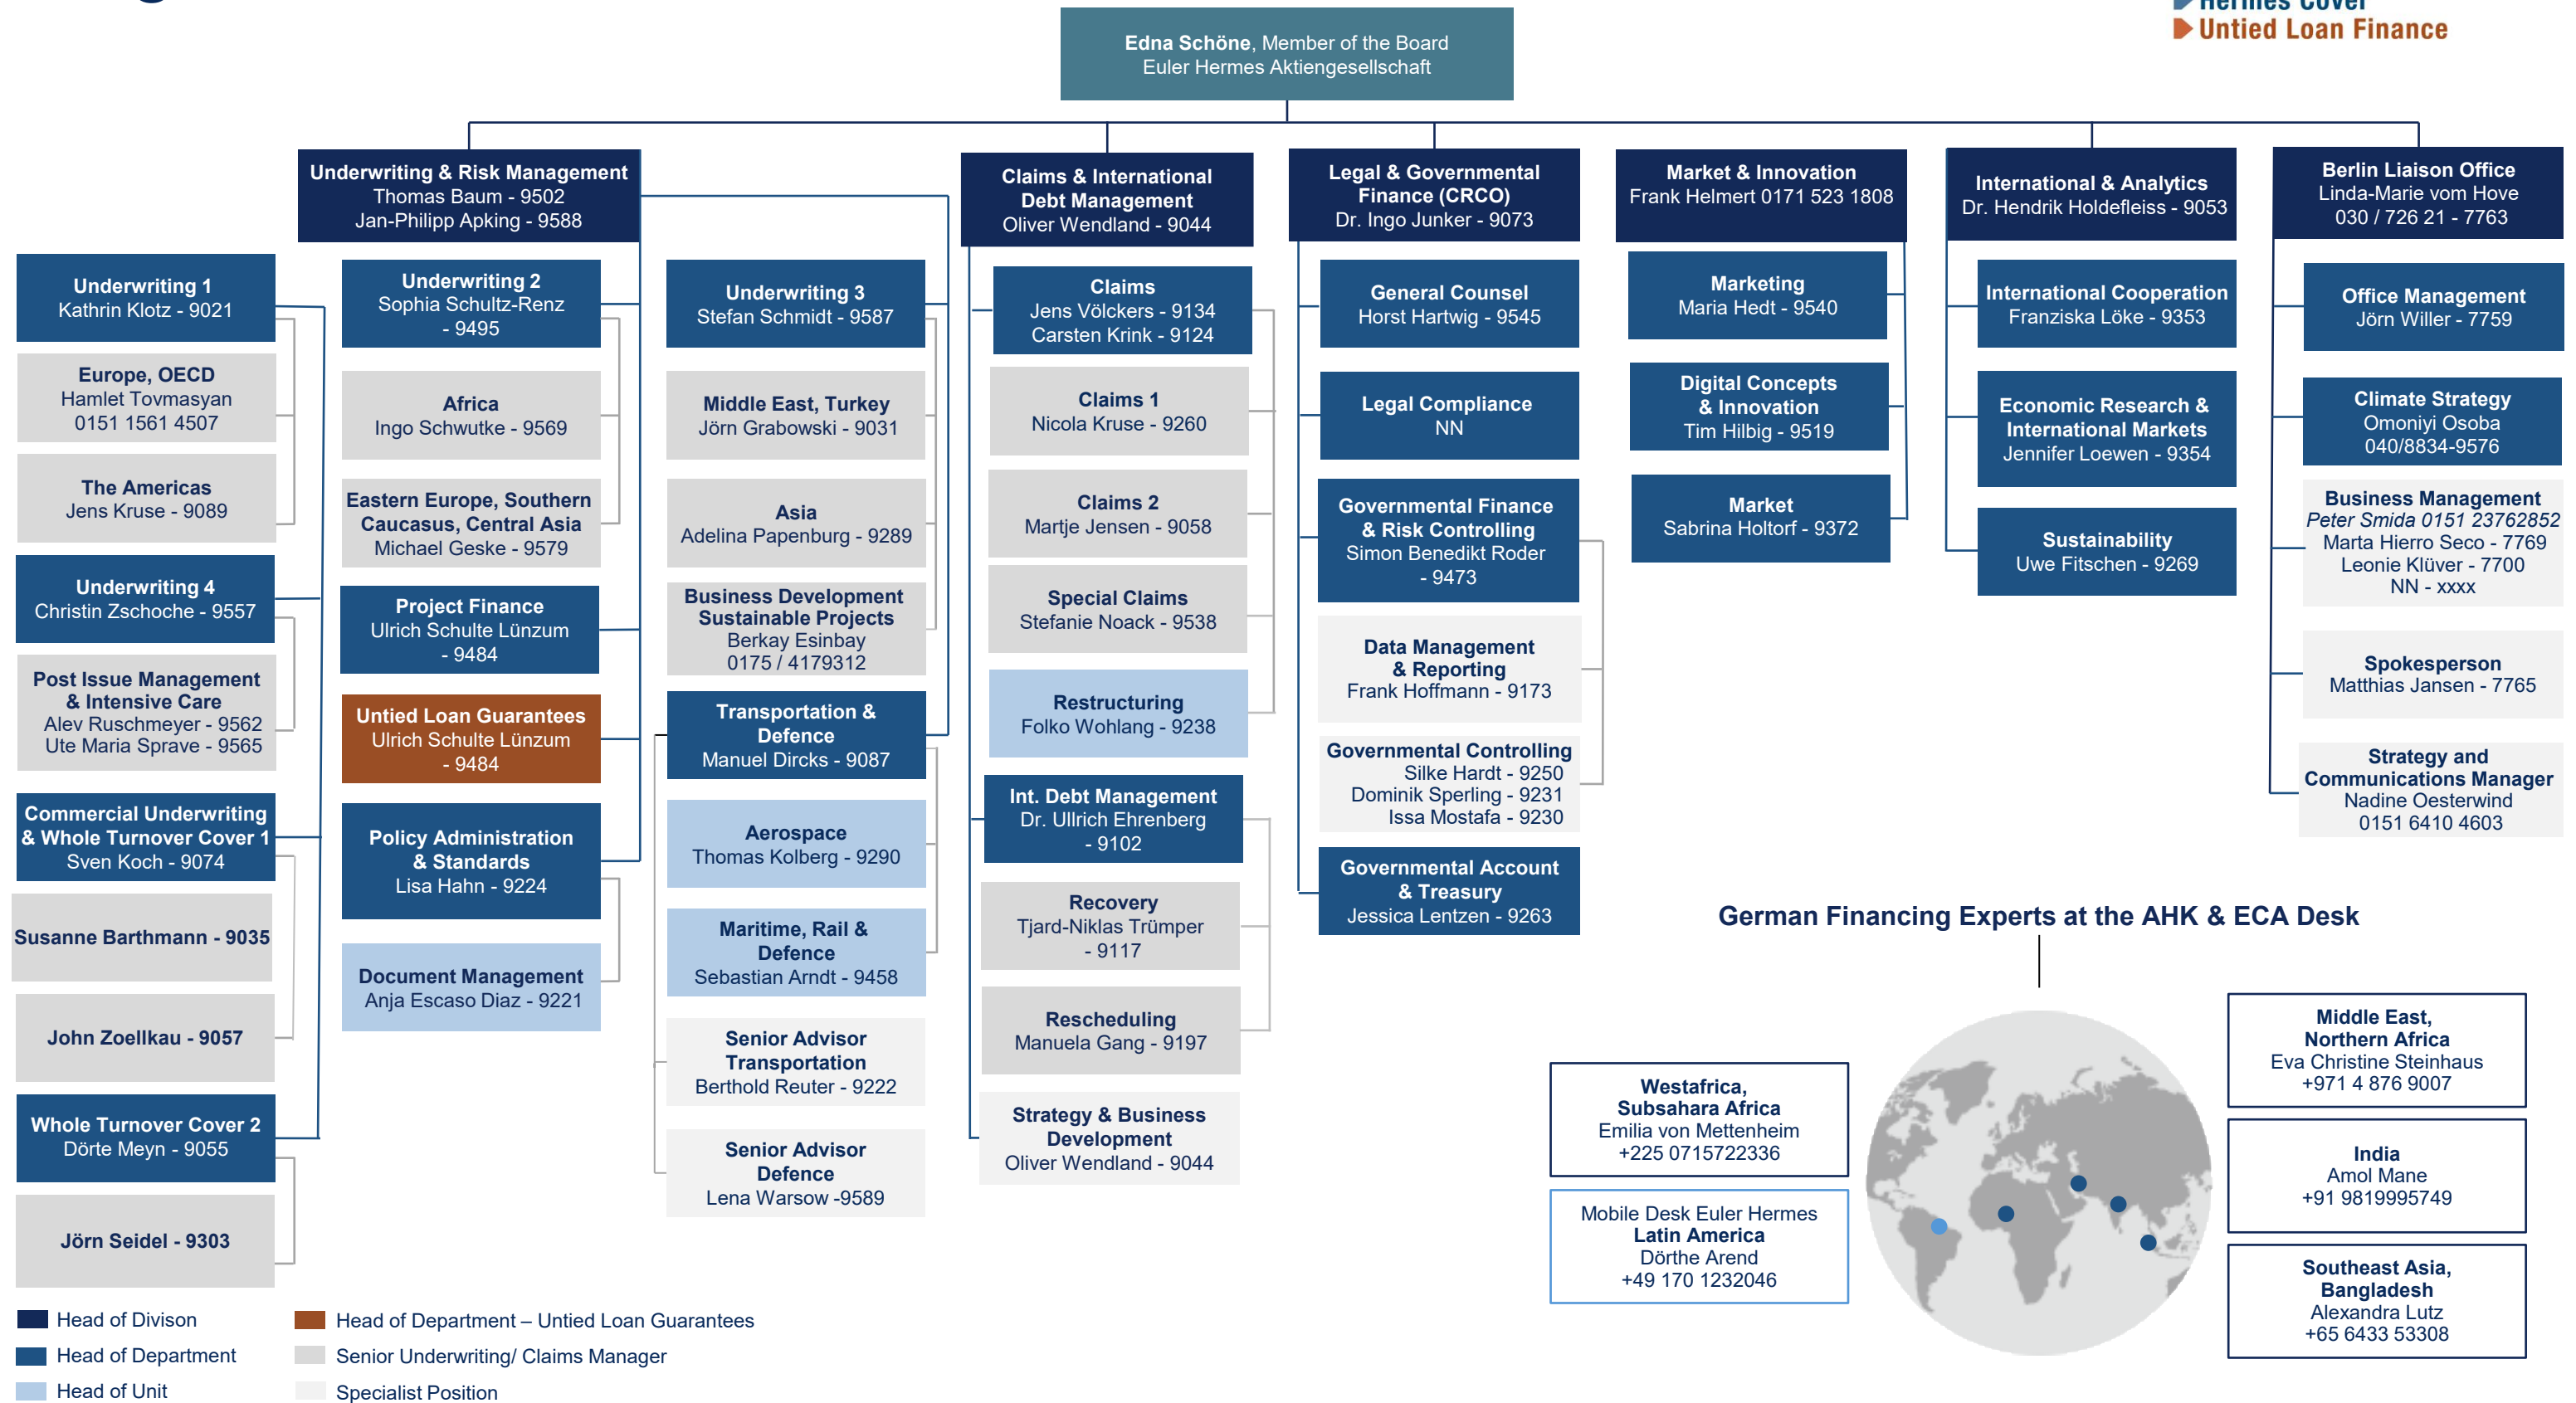 Hermes Cover
Untied Loan Finance
Edna Schöne, Member of the Board
Euler Hermes Aktiengesellschaft
Underwriting & Risk Management
Thomas Baum - 9502
Jan-Philipp Apking - 9588
Claims & International
Debt Management
Oliver Wendland - 9044
Legal & Governmental
Finance (CRCO)
Dr. Ingo Junker - 9073
Market & Innovation
Frank Helmert 0171 523 1808
International & Analytics
Dr. Hendrik Holdefleiss - 9053
Berlin Liaison Office
Linda-Marie vom Hove
030 / 726 21 - 7763
Underwriting 1
Kathrin Klotz - 9021
Europe, OECD
Hamlet Tovmasyan
0151 1561 4507
The Americas
Jens Kruse - 9089
Underwriting 4
Christin Zschoche - 9557
Post Issue Management
& Intensive Care
Alev Ruschmeyer - 9562
Ute Maria Sprave - 9565
Commercial Underwriting
& Whole Turnover Cover 1
Sven Koch - 9074
Susanne Barthmann - 9035
John Zoellkau - 9057
Whole Turnover Cover 2
Dörte Meyn - 9055
Jörn Seidel - 9303
Underwriting 2
Sophia Schultz-Renz
- 9495
Africa
Ingo Schwutke - 9569
Eastern Europe, Southern
Caucasus, Central Asia
Michael Geske - 9579
Project Finance
Ulrich Schulte Lünzum
- 9484
Untied Loan Guarantees
Ulrich Schulte Lünzum
- 9484
Policy Administration
& Standards
Lisa Hahn - 9224
Document Management
Anja Escaso Diaz - 9221
Underwriting 3
Stefan Schmidt - 9587
Middle East, Turkey
Jörn Grabowski - 9031
Asia
Adelina Papenburg - 9289
Business Development
Sustainable Projects
Berkay Esinbay
0175 / 4179312
Transportation &
Defence
Manuel Dircks - 9087
Aerospace
Thomas Kolberg - 9290
Maritime, Rail &
Defence
Sebastian Arndt - 9458
Senior Advisor
Transportation
Berthold Reuter - 9222
Senior Advisor
Defence
Lena Warsow -9589
Claims
Jens Völckers - 9134
Carsten Krink - 9124
Claims 1
Nicola Kruse - 9260
Claims 2
Martje Jensen - 9058
Special Claims
Stefanie Noack - 9538
Restructuring
Folko Wohlang - 9238
Int. Debt Management
Dr. Ullrich Ehrenberg
- 9102
Recovery
Tjard-Niklas Trümper
- 9117
Rescheduling
Manuela Gang - 9197
Strategy & Business
Development
Oliver Wendland - 9044
General Counsel
Horst Hartwig - 9545
Legal Compliance
NN
Governmental Finance
& Risk Controlling
Simon Benedikt Roder
- 9473
Data Management
& Reporting
Frank Hoffmann - 9173
Governmental Controlling
Silke Hardt - 9250
Dominik Sperling - 9231
Issa Mostafa - 9230
Governmental Account
& Treasury
Jessica Lentzen - 9263
Marketing
Maria Hedt - 9540
Digital Concepts
& Innovation
Tim Hilbig - 9519
Market
Sabrina Holtorf - 9372
International Cooperation
Franziska Löke - 9353
Economic Research &
International Markets
Jennifer Loewen - 9354
Sustainability
Uwe Fitschen - 9269
Office Management
Jörn Willer - 7759
Climate Strategy
Omoniyi Osoba
040/8834-9576
Business Management
Peter Smida 0151 23762852
Marta Hierro Seco - 7769
Leonie Klüver - 7700
NN - xxxx
Spokesperson
Matthias Jansen - 7765
Strategy and
Communications Manager
Nadine Oesterwind
0151 6410 4603
German Financing Experts at the AHK & ECA Desk
Westafrica,
Subsahara Africa
Emilia von Mettenheim
+225 0715722336
Mobile Desk Euler Hermes
Latin America
Dörthe Arend
+49 170 1232046
Middle East,
Northern Africa
Eva Christine Steinhaus
+971 4 876 9007
India
Amol Mane
+91 9819995749
Southeast Asia,
Bangladesh
Alexandra Lutz
+65 6433 53308
Head of Divison
Head of Department
Head of Unit
Head of Department – Untied Loan Guarantees
Senior Underwriting/ Claims Manager
Specialist Position